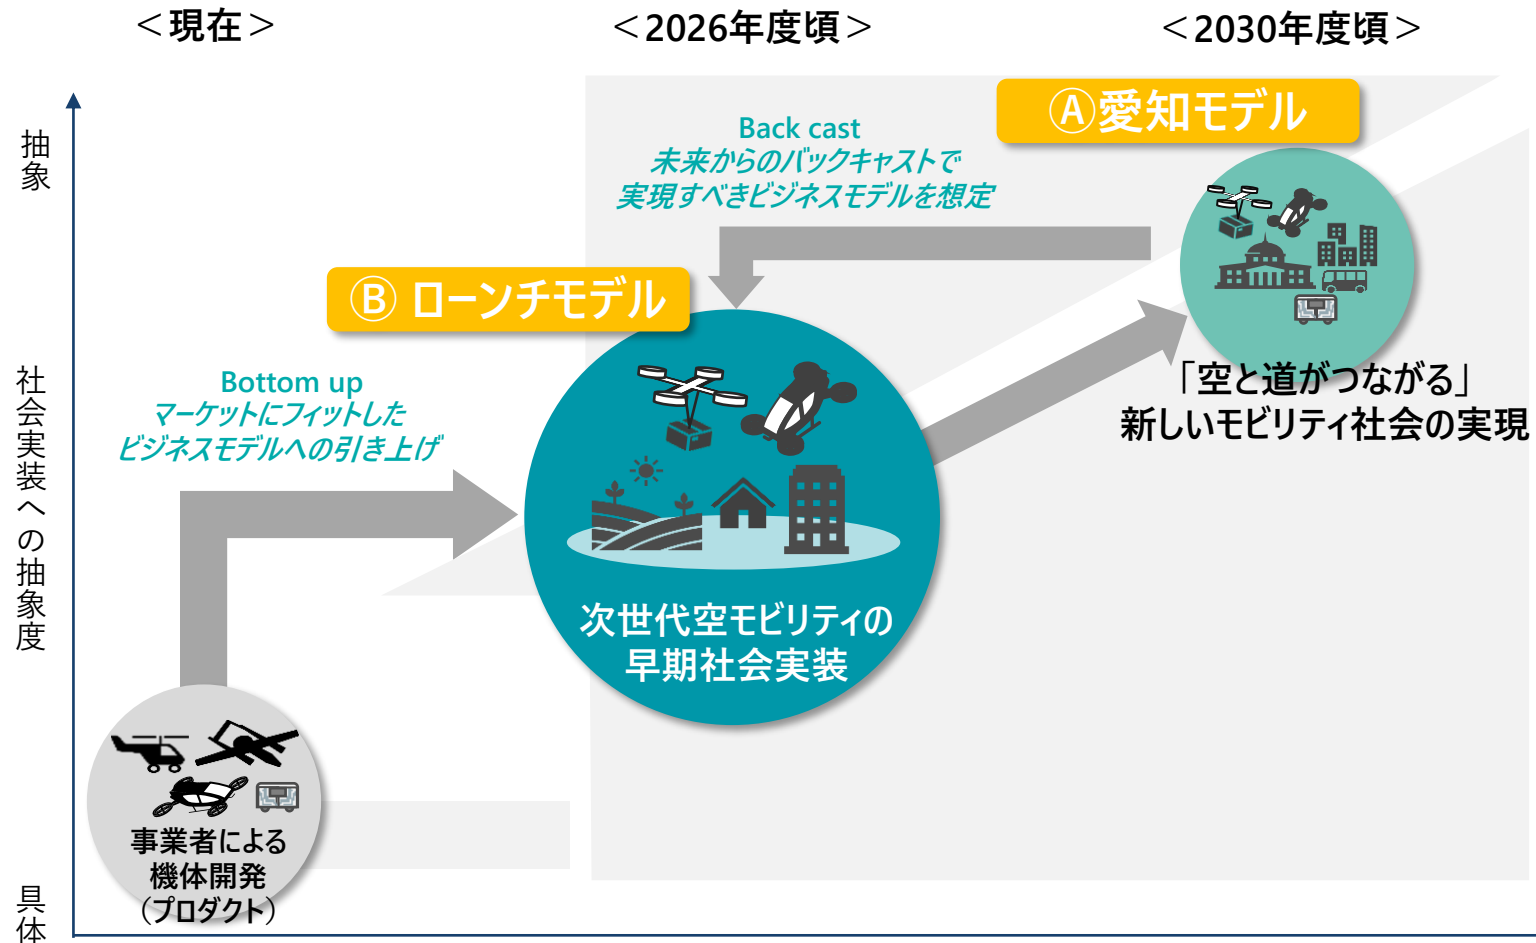 ＜現在＞
＜2026年度頃＞
＜2030年度頃＞
抽象
社会実装への抽象度
具体
Ⓐ愛知モデル
Back cast
未来からのバックキャストで
実現すべきビジネスモデルを想定
Ⓑ ローンチモデル
Bottom up
マーケットにフィットした
ビジネスモデルへの引き上げ
「空と道がつながる」
新しいモビリティ社会の実現
次世代空モビリティの
早期社会実装
事業者による
機体開発
（プロダクト）